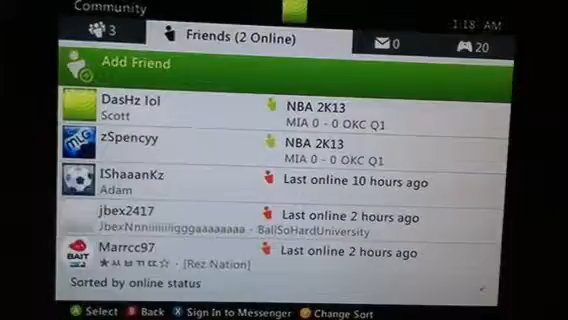 Community
1:18 AM
3
Friends (2 Online)
0
20
Add Friend
DasHz lol
NBA 2K13
Scott
MIA 0 - 0 OKC Q1
zSpencyy
NBA 2K13
MLG
MIA 0 - 0 OKC Q1
IShaaanKz
Last online 10 hours ago
Adam
jbex2417
Last online 2 hours ago
BallSoHardUniversity
Marrcc97
Last online 2 hours ago
BAIT
[Rez Nation]
Sorted by online status
A Select B Back X Sign In to Messenger Y Change Sort